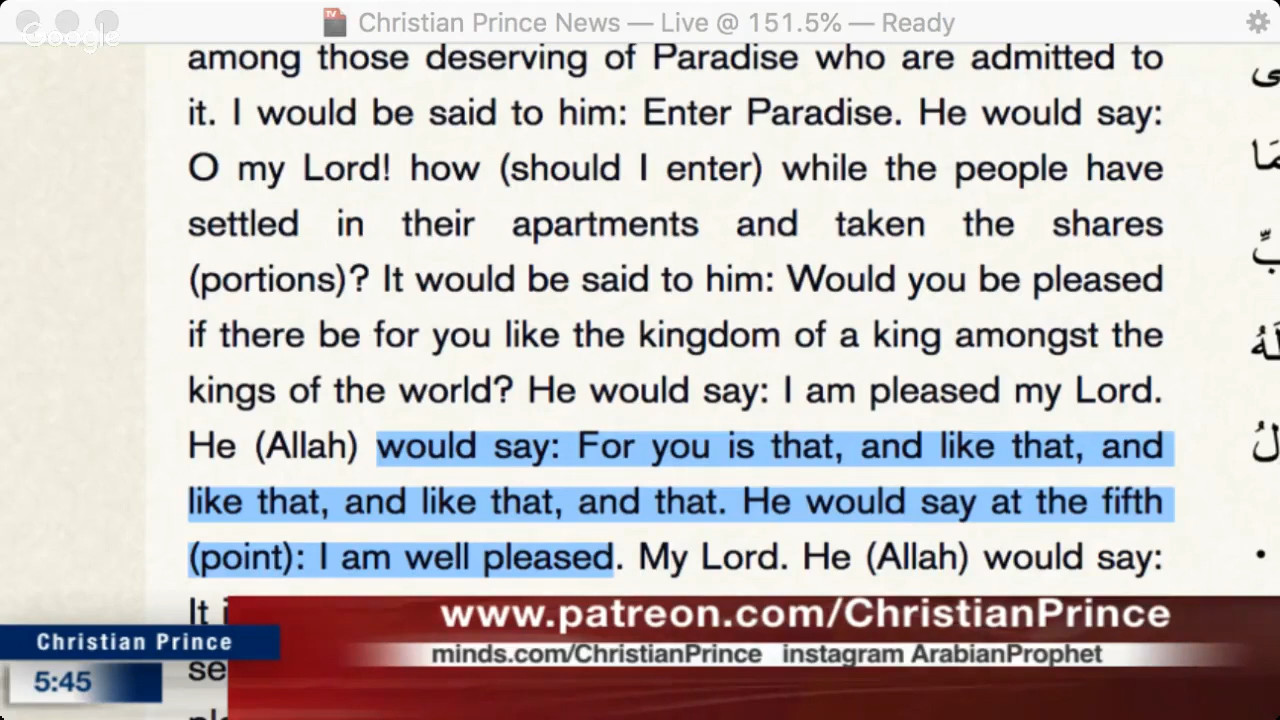 Christian Prince News — Live @ 151.5% — Ready
Google
among those deserving of Paradise who are admitted to
it. I would be said to him: Enter Paradise. He would say:
O my Lord! how (should I enter) while the people have
settled in their apartments and taken the shares
(portions)? It would be said to him: Would you be pleased
if there be for you like the kingdom of a king amongst the
kings of the world? He would say: I am pleased my Lord.
He (Allah) would say: For you is that, and like that, and
like that, and like that, and that. He would say at the fifth
(point): I am well pleased. My Lord. He (Allah) would say:
It
www.patreon.com/ChristianPrince
Christian Prince
minds.com/ChristianPrince instagram ArabianProphet
5:45